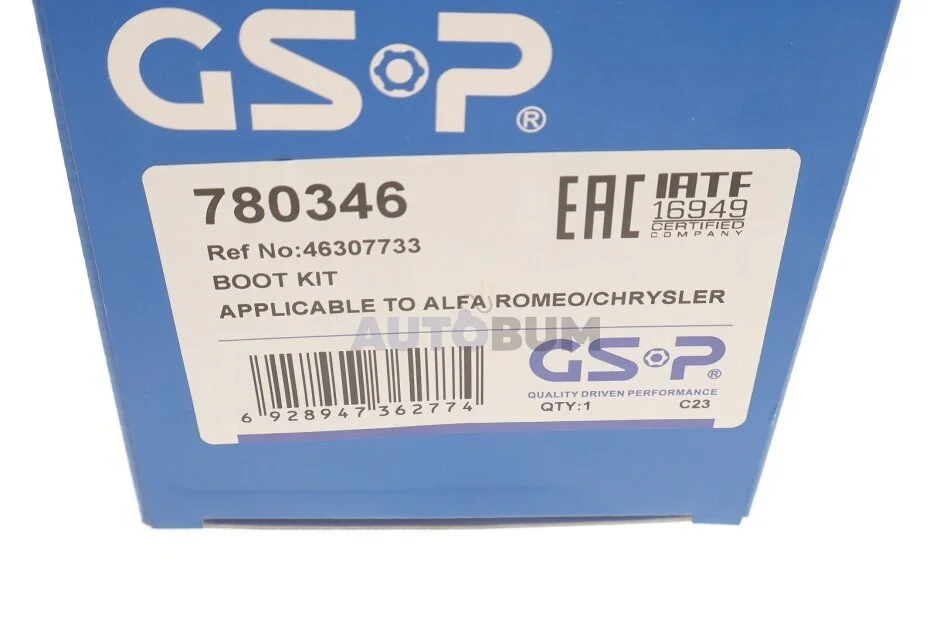 GSP®
780346
EAC
IATF
16949
CERTIFIED
COMPANY
Ref No:46307733
BOOT KIT
APPLICABLE TO ALFA ROMEO/CHRYSLER
AUTOBUM
GSP®
QUALITY DRIVEN PERFORMANCE
6 928947 362774
QTY:1 C23